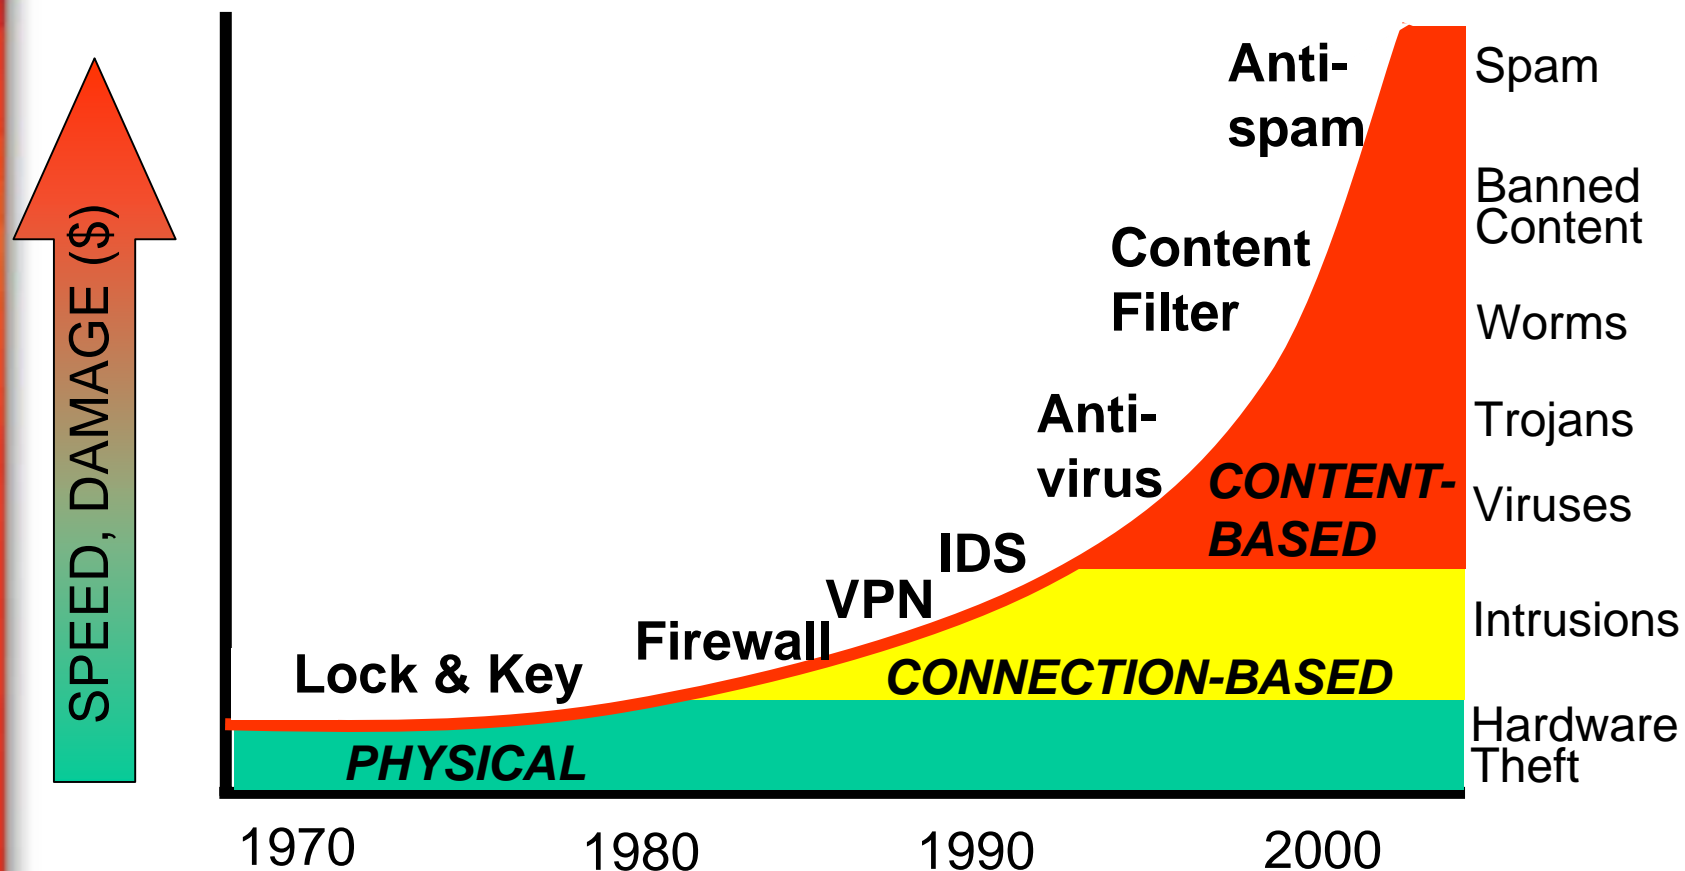 SPEED, DAMAGE ($)
Anti-
spam
Content
Filter
Anti-
virus
IDS
VPN
Firewall
Lock & Key
CONTENT-
BASED
CONNECTION-BASED
PHYSICAL
Spam
Banned
Content
Worms
Trojans
Viruses
Intrusions
Hardware
Theft
1970
1980
1990
2000